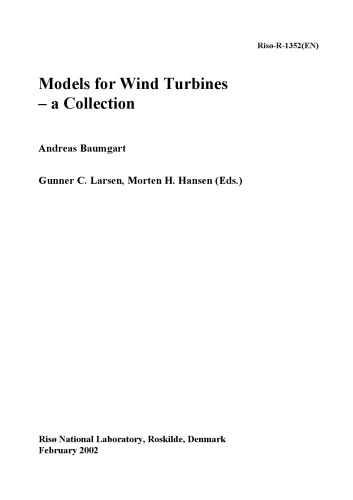 Risø-R-1352(EN)
Models for Wind Turbines
– a Collection
Andreas Baumgart
Gunner C. Larsen, Morten H. Hansen (Eds.)
Risø National Laboratory, Roskilde, Denmark
February 2002